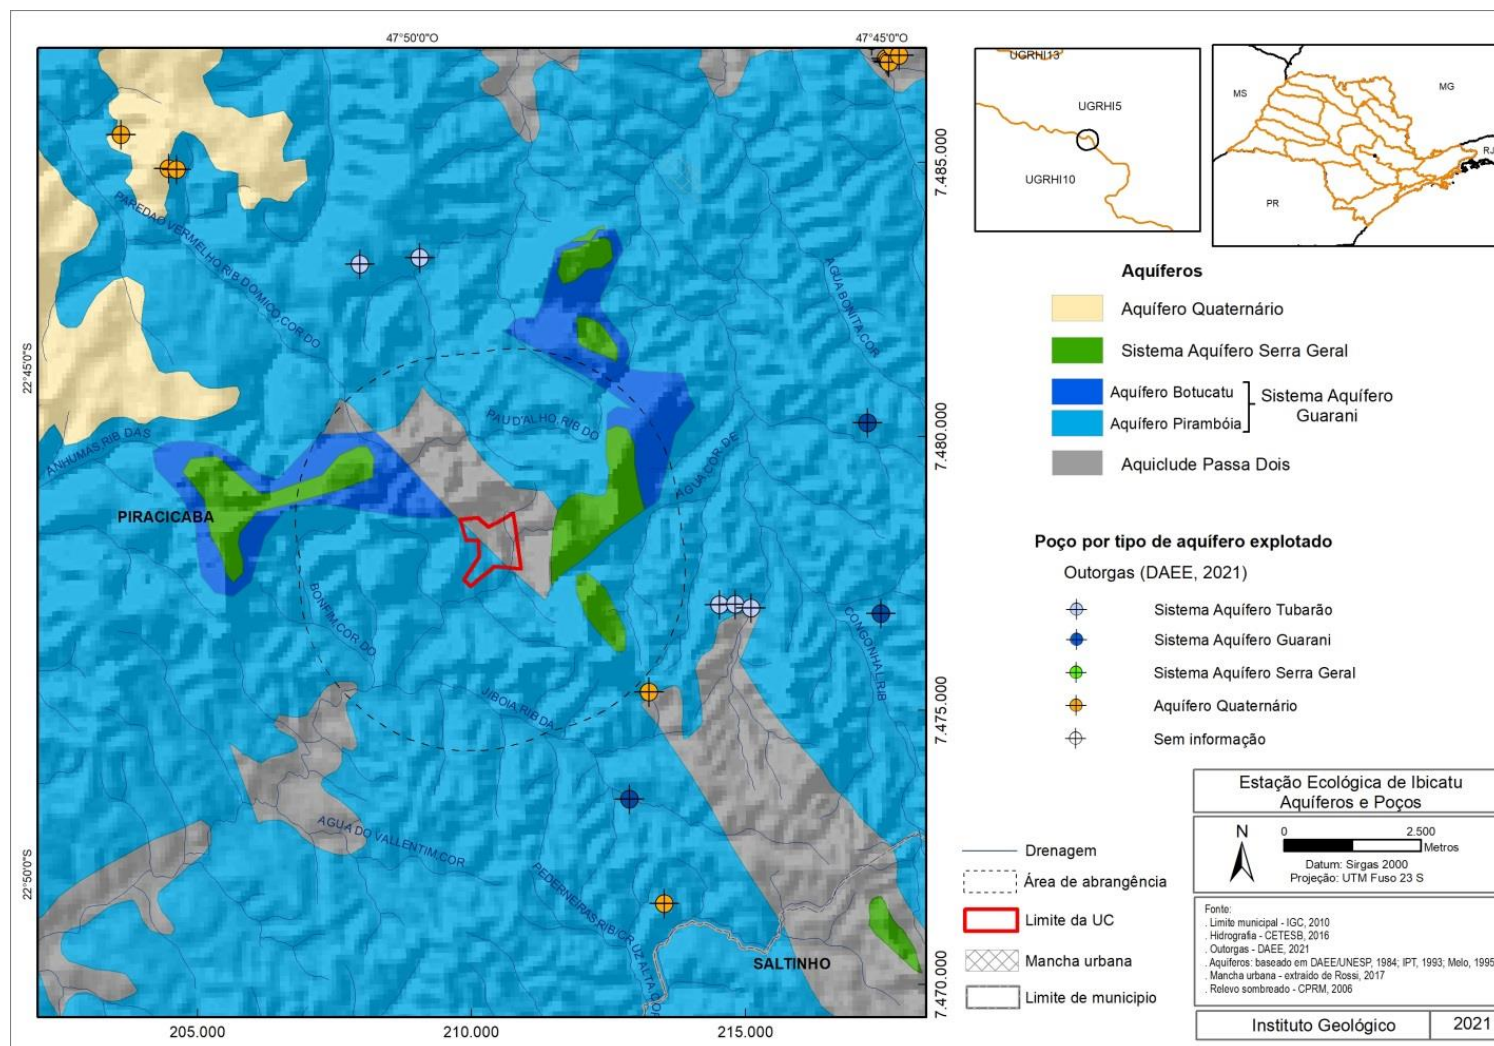 47°50'0"O
47°45'0"O
7.485.000
7.480.000
7.475.000
7.470.000
22°45'0"S
22°50'0"S
205.000
210.000
215.000
PAREDAO VERMELHO, RIB DO/MICO, COR DO
AGUA BONITA, COR
PAU D'ALHO, RIB DO
ANHUMAS, RIB DAS
AGUA, COR DE
PIRACICABA
BONFIM, COR DO
CONGONHAL, RIB
JIBOIA, RIB DA
AGUA DO VALLENTIM, COR
PEDERNEIRAS, RIB/CRUZ ALTA, COR
SALTINHO
UGRHI13
UGRHI5
UGRHI10
MS
MG
RJ
PR
Aquíferos
Aquífero Quaternário
Sistema Aquífero Serra Geral
Aquífero Botucatu
Aquífero Pirambóia
Sistema Aquífero
Guarani
Aquiclude Passa Dois
Poço por tipo de aquífero explotado
Outorgas (DAEE, 2021)
Sistema Aquífero Tubarão
Sistema Aquífero Guarani
Sistema Aquífero Serra Geral
Aquífero Quaternário
Sem informação
Drenagem
Área de abrangência
Limite da UC
Mancha urbana
Limite de municipio
Estação Ecológica de Ibicatu
Aquíferos e Poços
N
0 2.500
Metros
Datum: Sirgas 2000
Projeção: UTM Fuso 23 S
Fonte:
. Limite municipal - IGC, 2010
. Hidrografia - CETESB, 2016
. Outorgas - DAEE, 2021
. Aquíferos: baseado em DAEE/UNESP, 1984; IPT, 1993; Melo, 1995
. Mancha urbana - extraído de Rossi, 2017
. Relevo sombreado - CPRM, 2006
Instituto Geológico
2021